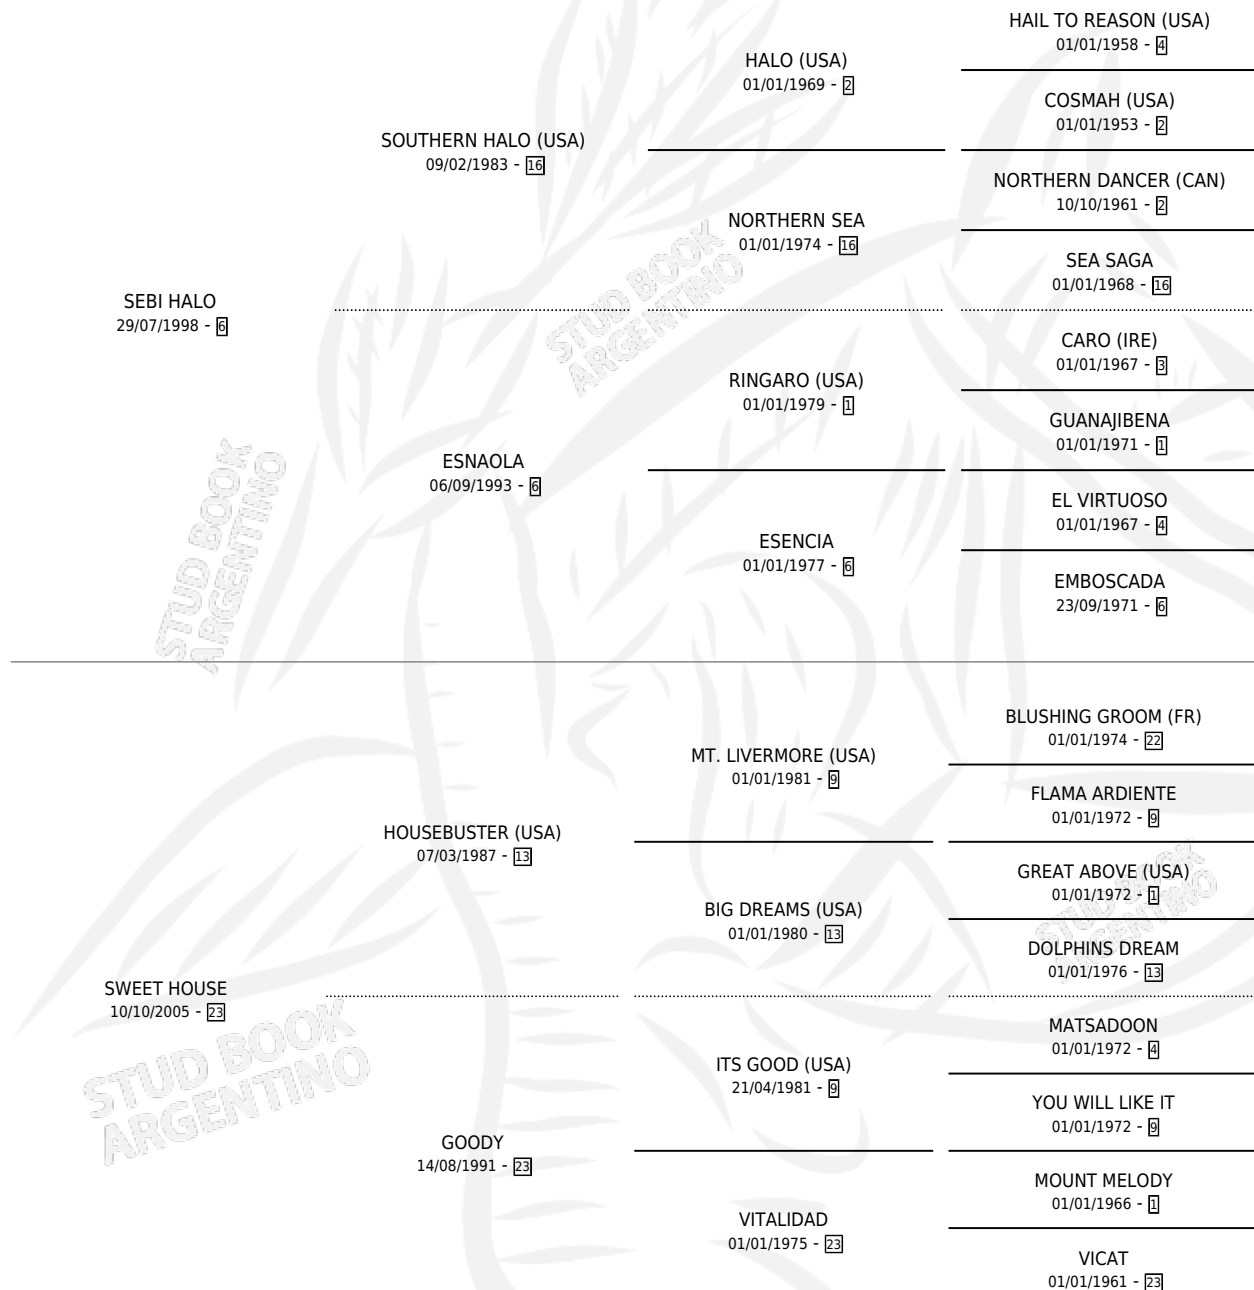 HAIL TO REASON (USA)
01/01/1958 - 4
HALO (USA)
01/01/1969 - 2
COSMAH (USA)
01/01/1953 - 2
SOUTHERN HALO (USA)
09/02/1983 - 16
NORTHERN DANCER (CAN)
10/10/1961 - 2
NORTHERN SEA
01/01/1974 - 16
SEA SAGA
01/01/1968 - 16
SEBI HALO
29/07/1998 - 6
STUD BOOK
ARGENTINO
CARO (IRE)
01/01/1967 - 3
RINGARO (USA)
01/01/1979 - 1
GUANAJIBENA
01/01/1971 - 1
ESNAOLA
06/09/1993 - 6
EL VIRTUOSO
01/01/1967 - 4
ESENCIA
01/01/1977 - 6
EMBOSCADA
23/09/1971 - 6
STUD BOOK
ARGENTINO
BLUSHING GROOM (FR)
01/01/1974 - 22
MT. LIVERMORE (USA)
01/01/1981 - 9
FLAMA ARDIENTE
01/01/1972 - 9
HOUSEBUSTER (USA)
07/03/1987 - 13
GREAT ABOVE (USA)
01/01/1972 - 1
BIG DREAMS (USA)
01/01/1980 - 13
DOLPHINS DREAM
01/01/1976 - 13
STUD BOOK
ARGENTINO
SWEET HOUSE
10/10/2005 - 23
MATSADOON
01/01/1972 - 4
ITS GOOD (USA)
21/04/1981 - 9
YOU WILL LIKE IT
01/01/1972 - 9
STUD BOOK
ARGENTINO
GOODY
14/08/1991 - 23
MOUNT MELODY
01/01/1966 - 1
VITALIDAD
01/01/1975 - 23
VICAT
01/01/1961 - 23